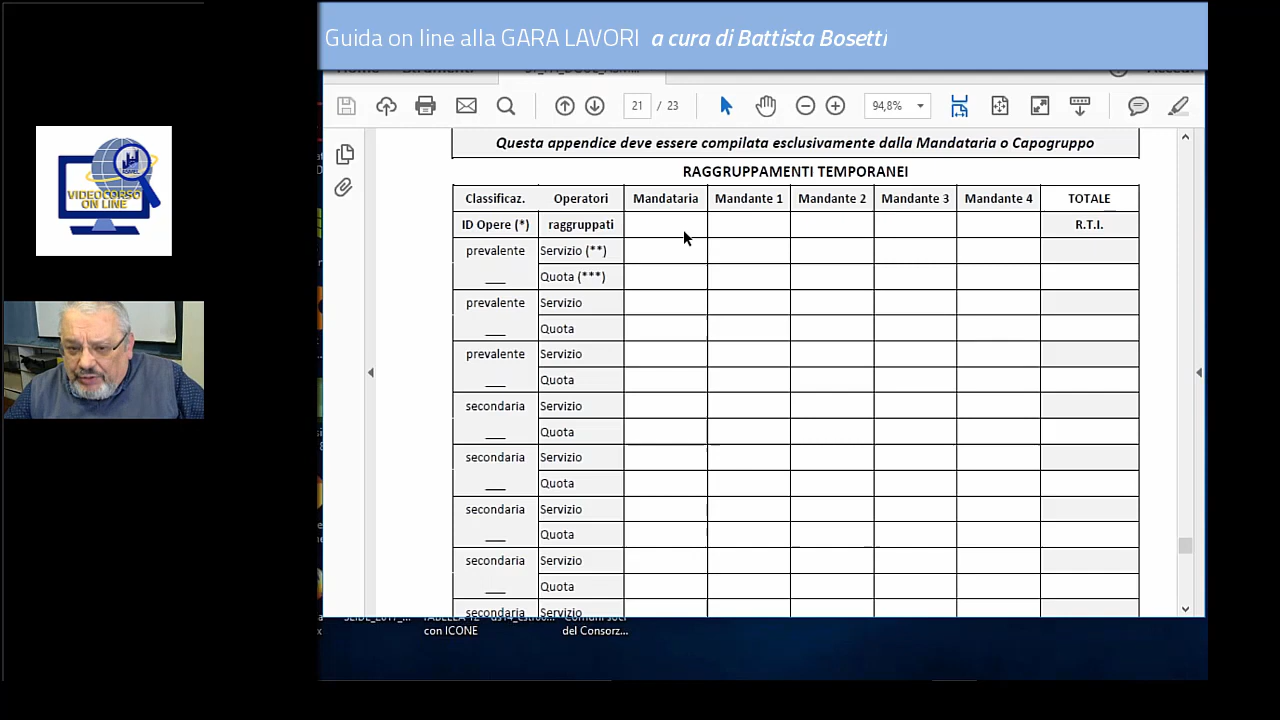 Guida on line alla GARA LAVORI a cura di Battista Bosetti
21 / 23
94,8%
VIDEOCORSO
ON LINE
Questa appendice deve essere compilata esclusivamente dalla Mandataria o Capogruppo
RAGGRUPPAMENTI TEMPORANEI
Classificaz. Operatori Mandataria Mandante 1 Mandante 2 Mandante 3 Mandante 4 TOTALE
ID Opere (*) raggruppati R.T.I.
prevalente Servizio (**)
___ Quota (***)
prevalente Servizio
___ Quota
prevalente Servizio
___ Quota
secondaria Servizio
___ Quota
secondaria Servizio
___ Quota
secondaria Servizio
___ Quota
secondaria Servizio
___ Quota
secondaria Servizio
con ICONE
del Consorz...